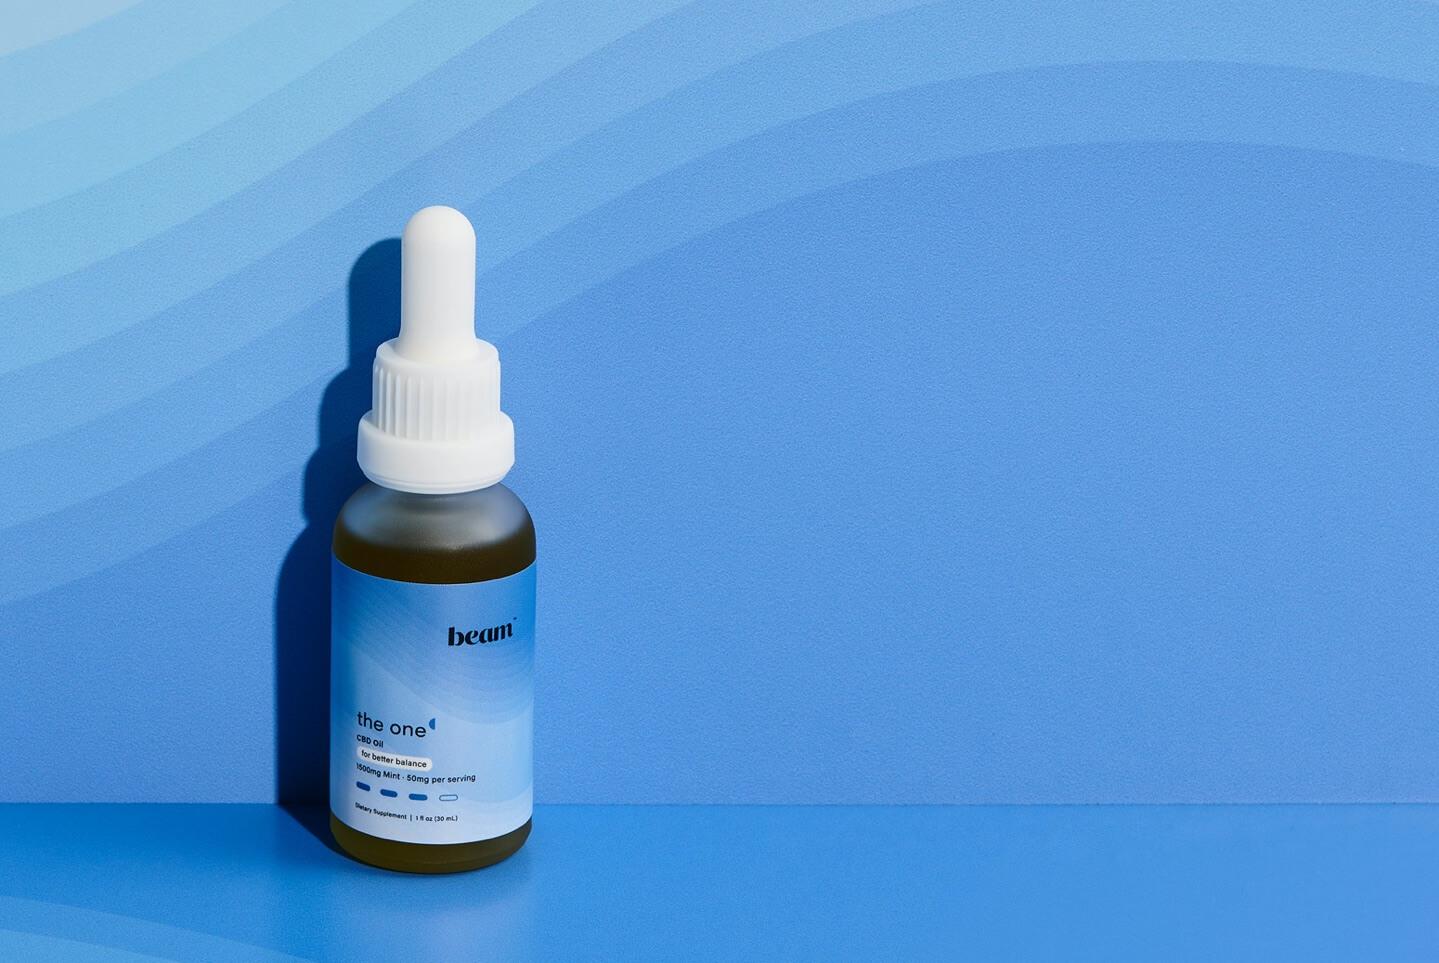 beam™
the one
CBD Oil
for better balance
1500mg Mint · 50mg per serving
Dietary Supplement | 1 fl oz (30 mL)